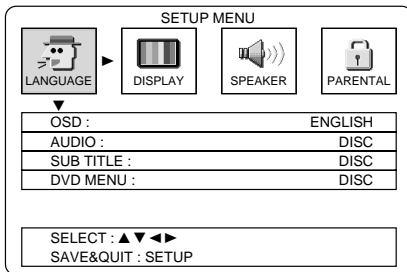 SETUP MENU
LANGUAGE ► DISPLAY SPEAKER PARENTAL
▼
OSD : ENGLISH
AUDIO : DISC
SUB TITLE : DISC
DVD MENU : DISC
SELECT : ▲ ▼ ◄ ►
SAVE&QUIT : SETUP